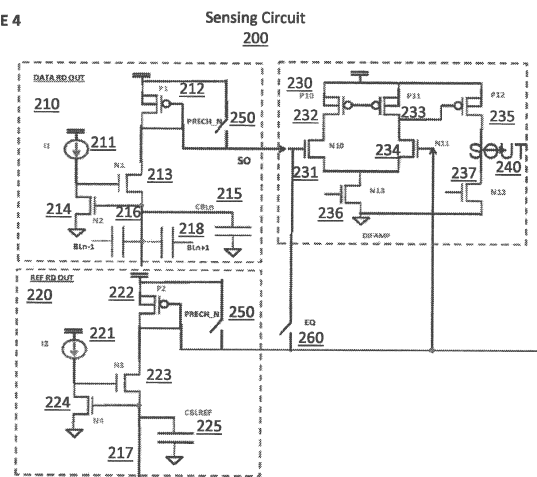 E 4
Sensing Circuit
200
DATA RD OUT
210
P1
212
PRECH_N
250
I1
211
N1
213
SO
214
N2
216
CBLn
215
BLn-1
218
BLn+1
230
P10
232
P11
233
P12
235
N10
231
234
N11
SOUT
240
N13
236
237
N12
DIFAMP
REF RD OUT
220
222
P2
PRECH_N
250
I2
221
N3
223
EQ
260
224
N4
CBLREF
225
217